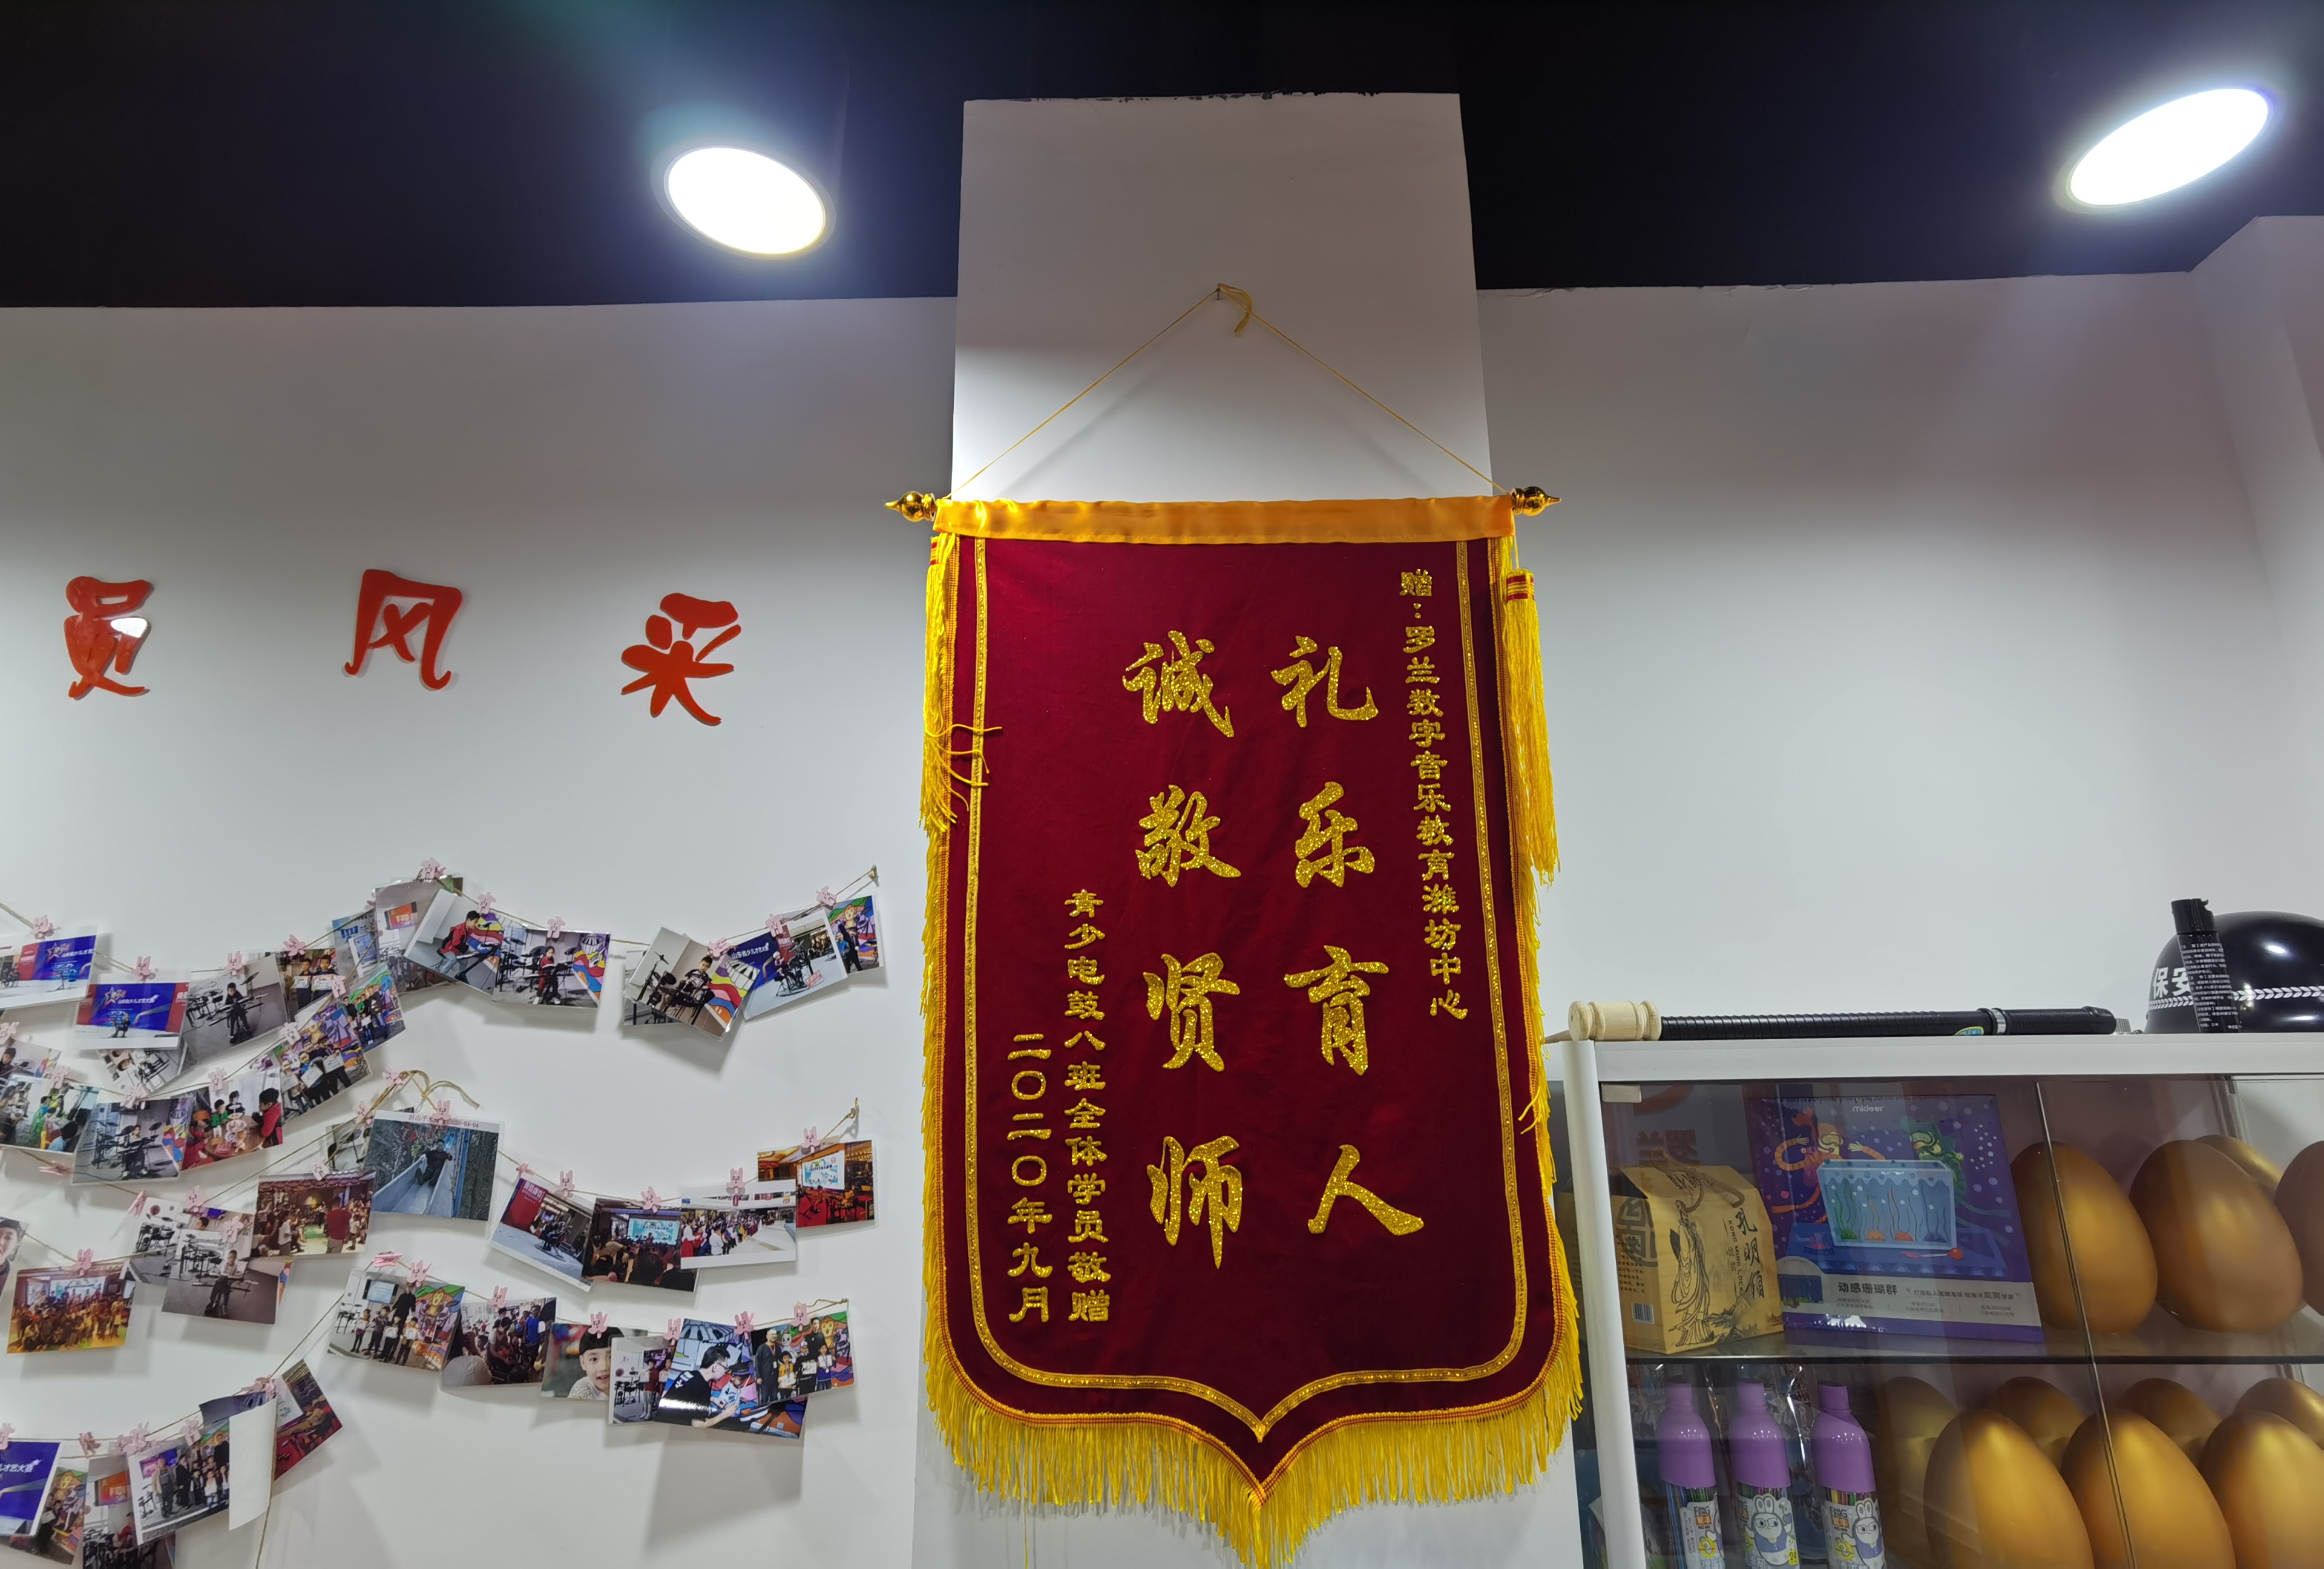 员风采
赠：罗兰数字音乐教育潍坊中心
礼乐育人
诚敬贤师
青少电鼓八班全体学员敬赠
二〇二〇年九月
保安
mideer
孔明锁
动感珊瑚群